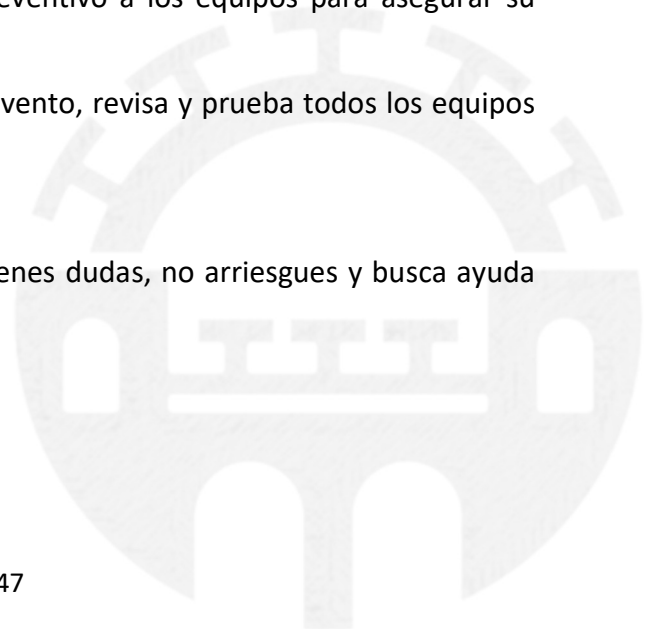 eventivo a los equipos para asegurar su
vento, revisa y prueba todos los equipos
enes dudas, no arriesgues y busca ayuda
47